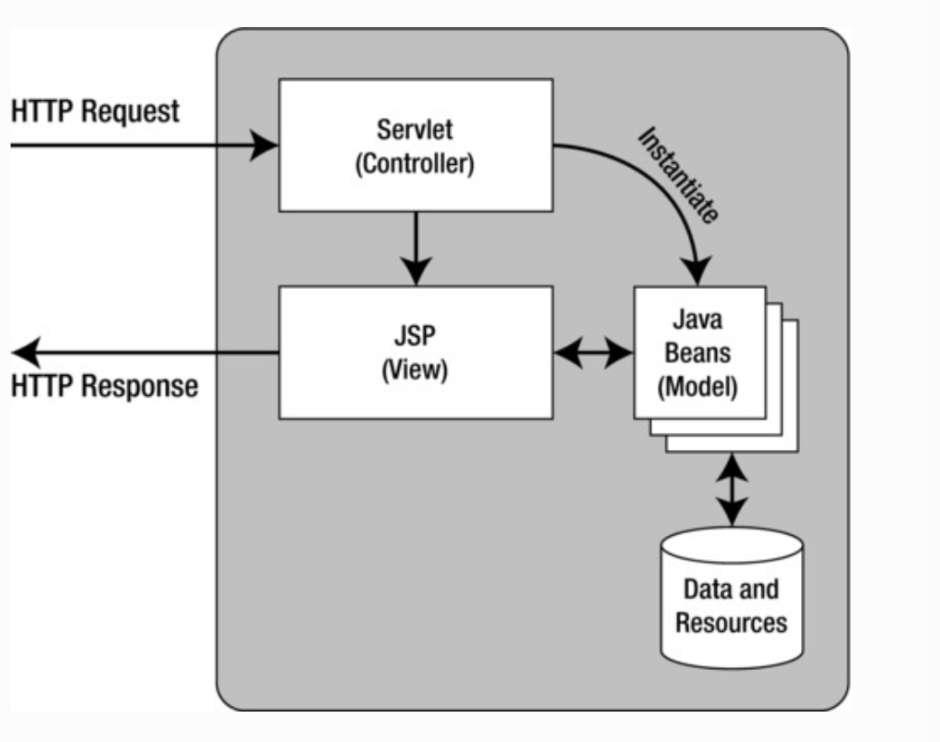 HTTP Request
Servlet
(Controller)
Instantiate
JSP
(View)
Java
Beans
(Model)
HTTP Response
Data and
Resources